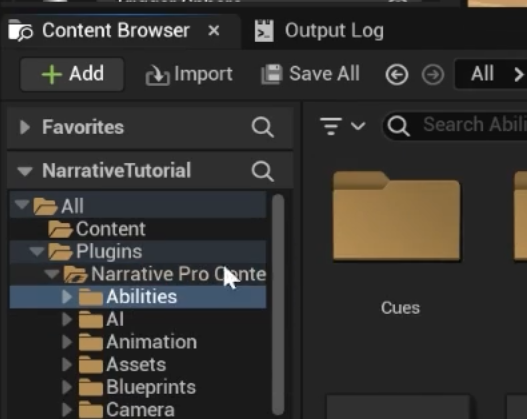 Content Browser
Output Log
Add
Import
Save All
All
Favorites
Search Abili
NarrativeTutorial
All
Content
Plugins
Narrative Pro Conte
Abilities
AI
Animation
Assets
Blueprints
Camera
Cues